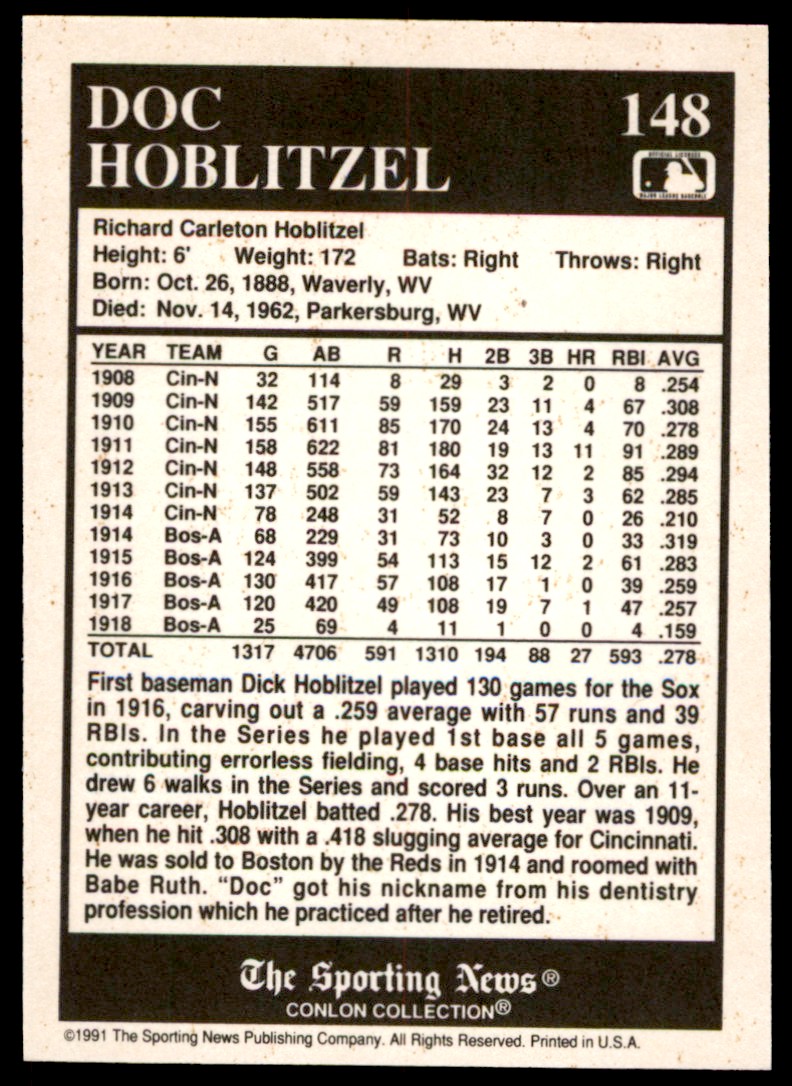 DOC 148
HOBLITZEL
OFFICIAL LICENSEE
MAJOR LEAGUE BASEBALL
Richard Carleton Hoblitzel
Height: 6' Weight: 172 Bats: Right Throws: Right
Born: Oct. 26, 1888, Waverly, WV
Died: Nov. 14, 1962, Parkersburg, WV
YEAR TEAM G AB R H 2B 3B HR RBI AVG
1908 Cin-N 32 114 8 29 3 2 0 8 .254
1909 Cin-N 142 517 59 159 23 11 4 67 .308
1910 Cin-N 155 611 85 170 24 13 4 70 .278
1911 Cin-N 158 622 81 180 19 13 11 91 .289
1912 Cin-N 148 558 73 164 32 12 2 85 .294
1913 Cin-N 137 502 59 143 23 7 3 62 .285
1914 Cin-N 78 248 31 52 8 7 0 26 .210
1914 Bos-A 68 229 31 73 10 3 0 33 .319
1915 Bos-A 124 399 54 113 15 12 2 61 .283
1916 Bos-A 130 417 57 108 17 1 0 39 .259
1917 Bos-A 120 420 49 108 19 7 1 47 .257
1918 Bos-A 25 69 4 11 1 0 0 4 .159
TOTAL 1317 4706 591 1310 194 88 27 593 .278
First baseman Dick Hoblitzel played 130 games for the Sox
in 1916, carving out a .259 average with 57 runs and 39
RBIs. In the Series he played 1st base all 5 games,
contributing errorless fielding, 4 base hits and 2 RBIs. He
drew 6 walks in the Series and scored 3 runs. Over an 11-
year career, Hoblitzel batted .278. His best year was 1909,
when he hit .308 with a .418 slugging average for Cincinnati.
He was sold to Boston by the Reds in 1914 and roomed with
Babe Ruth. “Doc” got his nickname from his dentistry
profession which he practiced after he retired.
The Sporting News®
CONLON COLLECTION®
©1991 The Sporting News Publishing Company. All Rights Reserved. Printed in U.S.A.